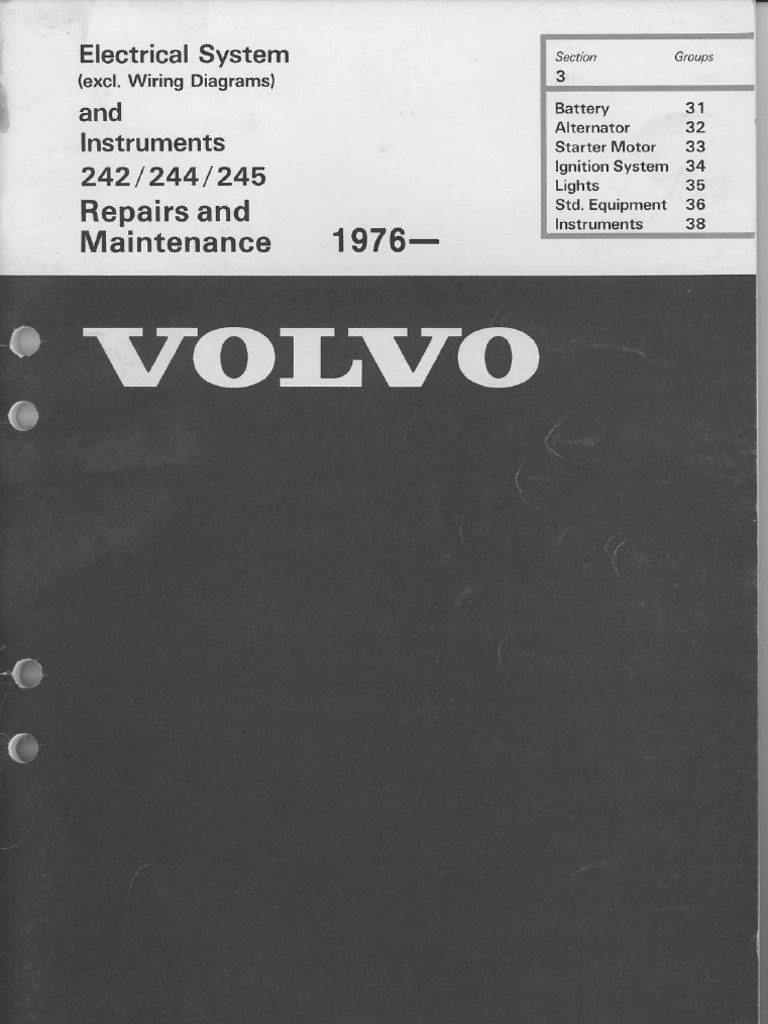 Electrical System
(excl. Wiring Diagrams)
and
Instruments
242/244/245
Repairs and
Maintenance 1976—
Section Groups
3
Battery 31
Alternator 32
Starter Motor 33
Ignition System 34
Lights 35
Std. Equipment 36
Instruments 38
VOLVO